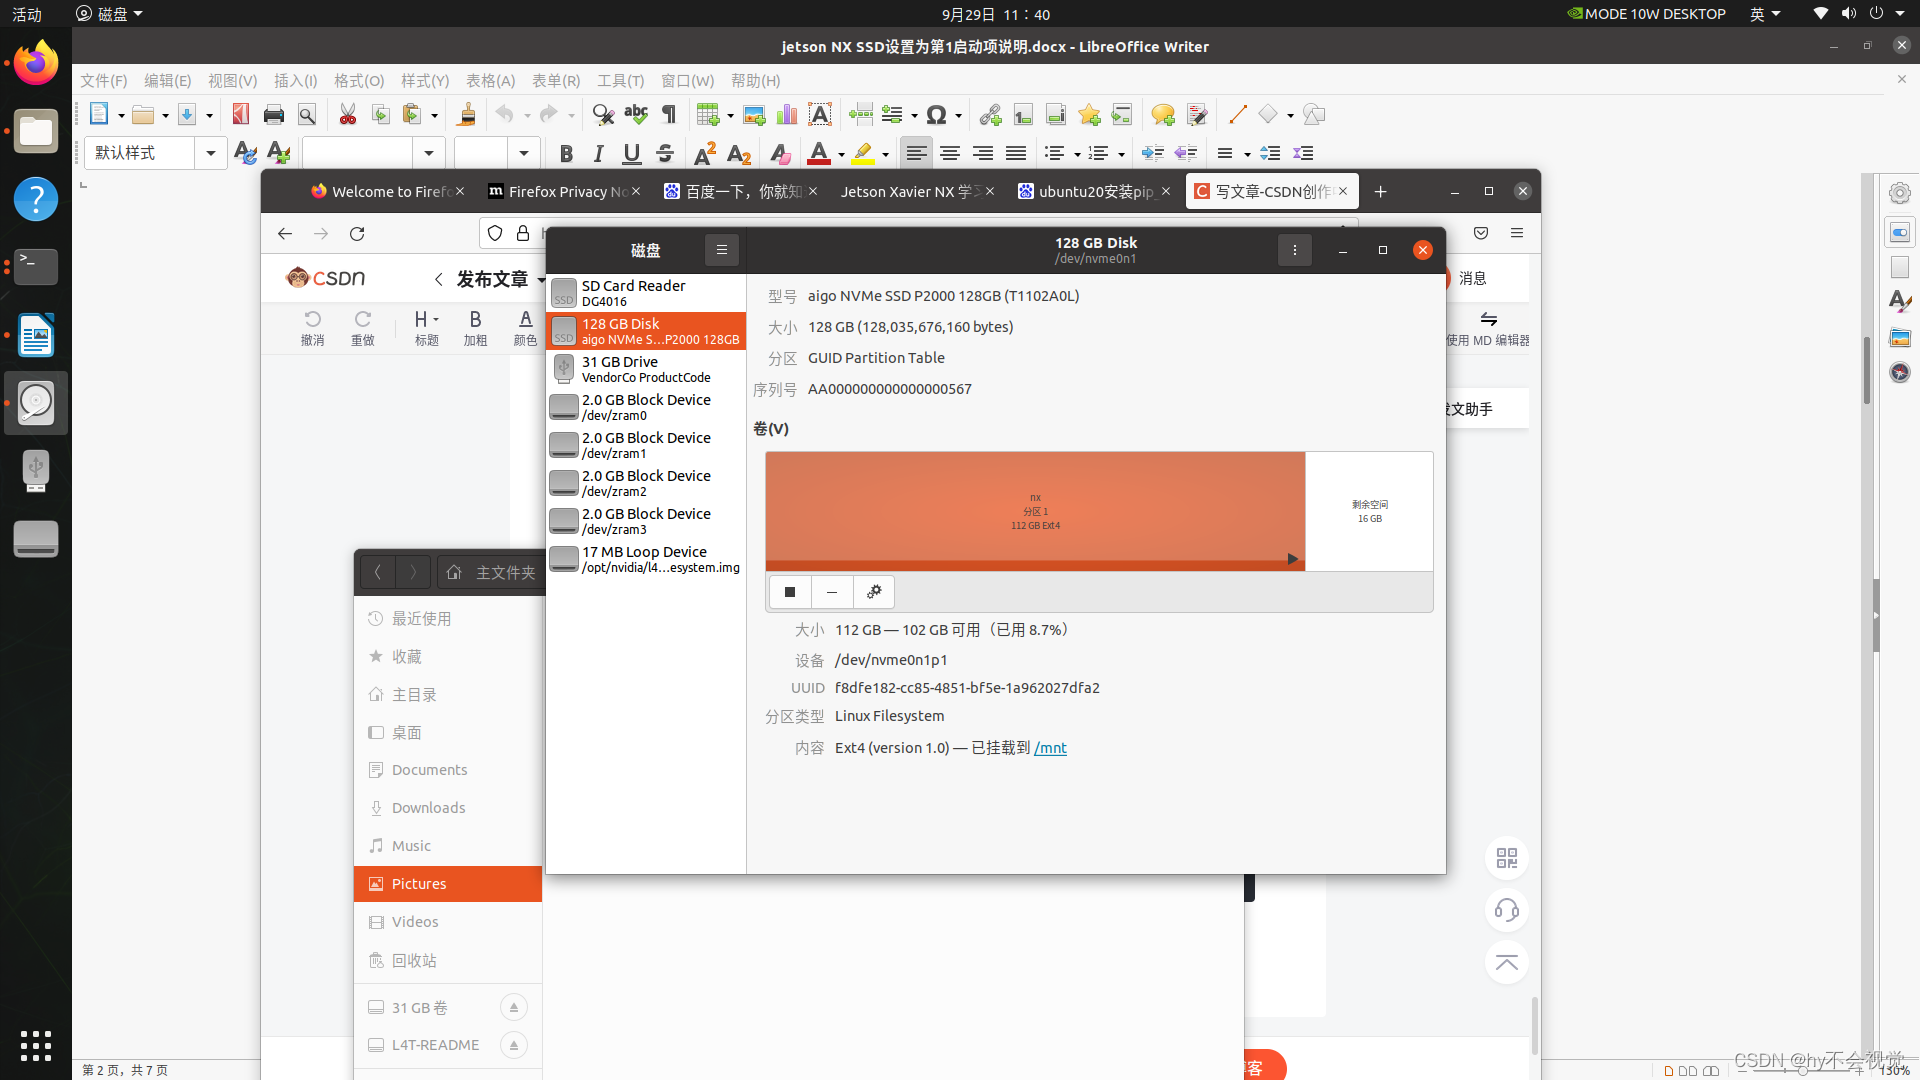 活动
磁盘
9月29日 11：40
MODE 10W DESKTOP
英
jetson NX SSD设置为第1启动项说明.docx - LibreOffice Writer
文件(F) 编辑(E) 视图(V) 插入(I) 格式(O) 样式(Y) 表格(A) 表单(R) 工具(T) 窗口(W) 帮助(H)
默认样式
Welcome to Firef
Firefox Privacy No
百度一下，你就知
Jetson Xavier NX 学
ubuntu20安装pip_
写文章-CSDN创作
CSDN
发布文章
消息
撤消
重做
标题
加粗
颜色
使用 MD 编辑器
发文助手
磁盘
128 GB Disk
/dev/nvme0n1
SD Card Reader
DG4016
128 GB Disk
aigo NVMe S...P2000 128GB
31 GB Drive
VendorCo ProductCode
2.0 GB Block Device
/dev/zram0
2.0 GB Block Device
/dev/zram1
2.0 GB Block Device
/dev/zram2
2.0 GB Block Device
/dev/zram3
17 MB Loop Device
/opt/nvidia/l4...esystem.img
型号 aigo NVMe SSD P2000 128GB (T1102A0L)
大小 128 GB (128,035,676,160 bytes)
分区 GUID Partition Table
序列号 AA000000000000000567
卷(V)
nx
分区 1
112 GB Ext4
剩余空间
16 GB
大小 112 GB — 102 GB 可用（已用 8.7%）
设备 /dev/nvme0n1p1
UUID f8dfe182-cc85-4851-bf5e-1a962027dfa2
分区类型 Linux Filesystem
内容 Ext4 (version 1.0) — 已挂载到 /mnt
主文件夹
最近使用
收藏
主目录
桌面
Documents
Downloads
Music
Pictures
Videos
回收站
31 GB 卷
L4T-README
客
第 2 页，共 7 页
130%
CSDN @hy不会视觉